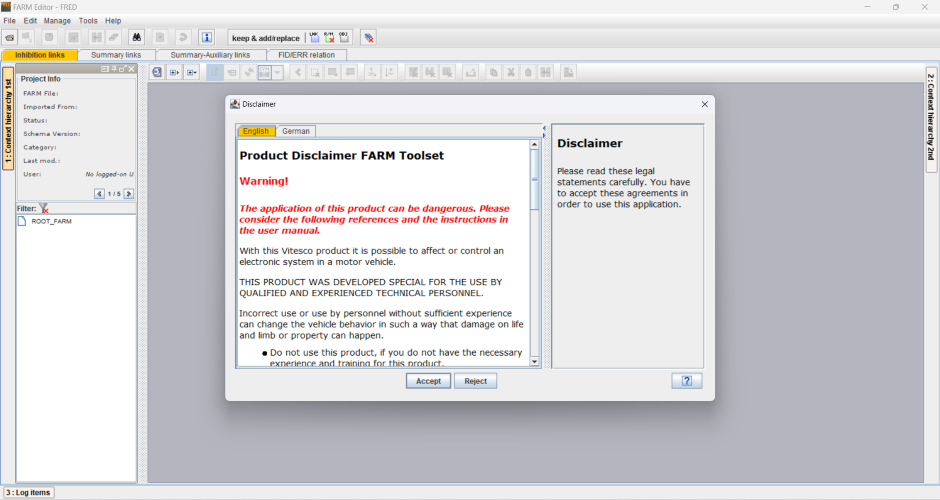 FARM Editor - FRED
File Edit Manage Tools Help
keep & add/replace
Inhibition links Summary links Summary-Auxiliary links FID/ERR relation
1 : Context hierarchy 1st
Project Info
FARM File:
Imported From:
Status:
Schema Version:
Category:
Last mod.:
User: No logged-on U
1 / 5
Filter:
ROOT_FARM
Disclaimer
English German
Product Disclaimer FARM Toolset
Warning!
The application of this product can be dangerous. Please
consider the following references and the instructions in
the user manual.
With this Vitesco product it is possible to affect or control an
electronic system in a motor vehicle.
THIS PRODUCT WAS DEVELOPED SPECIAL FOR THE USE BY
QUALIFIED AND EXPERIENCED TECHNICAL PERSONNEL.
Incorrect use or use by personnel without sufficient experience
can change the vehicle behavior in such a way that damage on life
and limb or property can happen.
● Do not use this product, if you do not have the necessary
experience and training for this product.
Disclaimer
Please read these legal
statements carefully. You have
to accept these agreements in
order to use this application.
Accept Reject
2 : Context hierarchy 2nd
3 : Log items